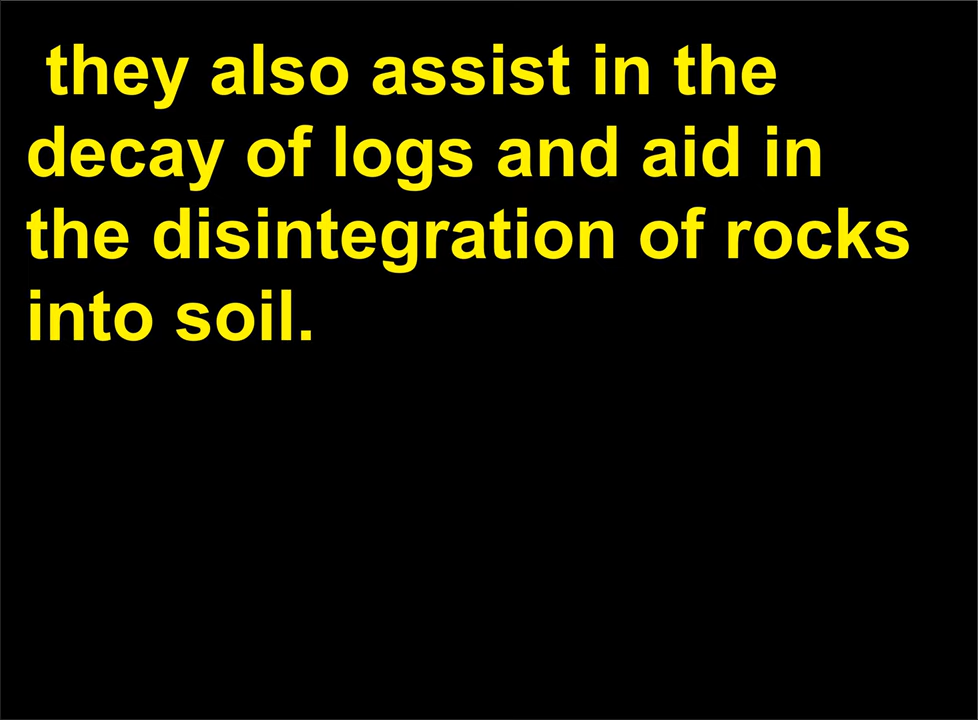 they also assist in the
decay of logs and aid in
the disintegration of rocks
into soil.